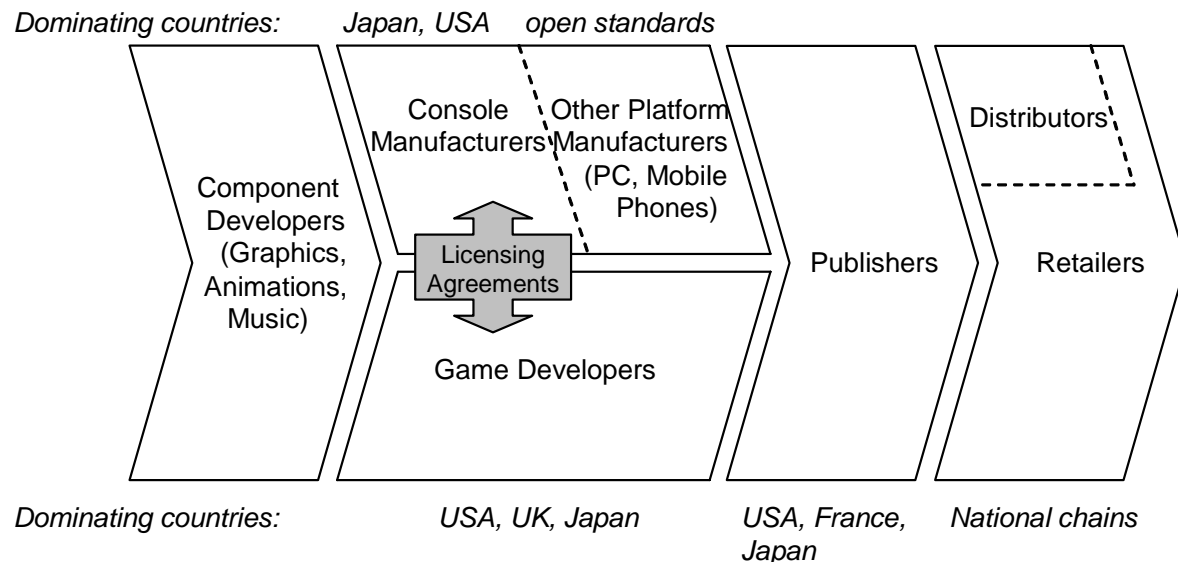 Dominating countries: Japan, USA open standards
Component
Developers
(Graphics,
Animations,
Music)
Console
Manufacturers
Other Platform
Manufacturers
(PC, Mobile
Phones)
Licensing
Agreements
Game Developers
Publishers
Distributors
Retailers
Dominating countries: USA, UK, Japan USA, France, National chains
Japan